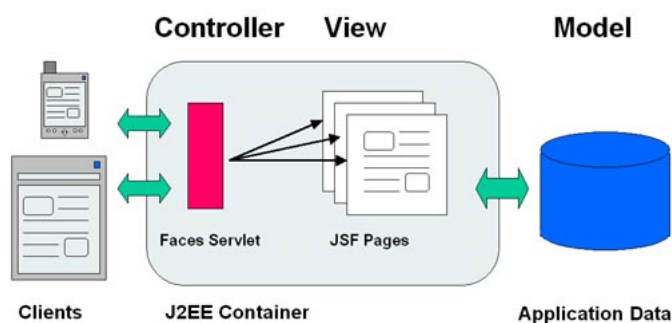 Controller View Model
Faces Servlet JSF Pages
Clients J2EE Container Application Data